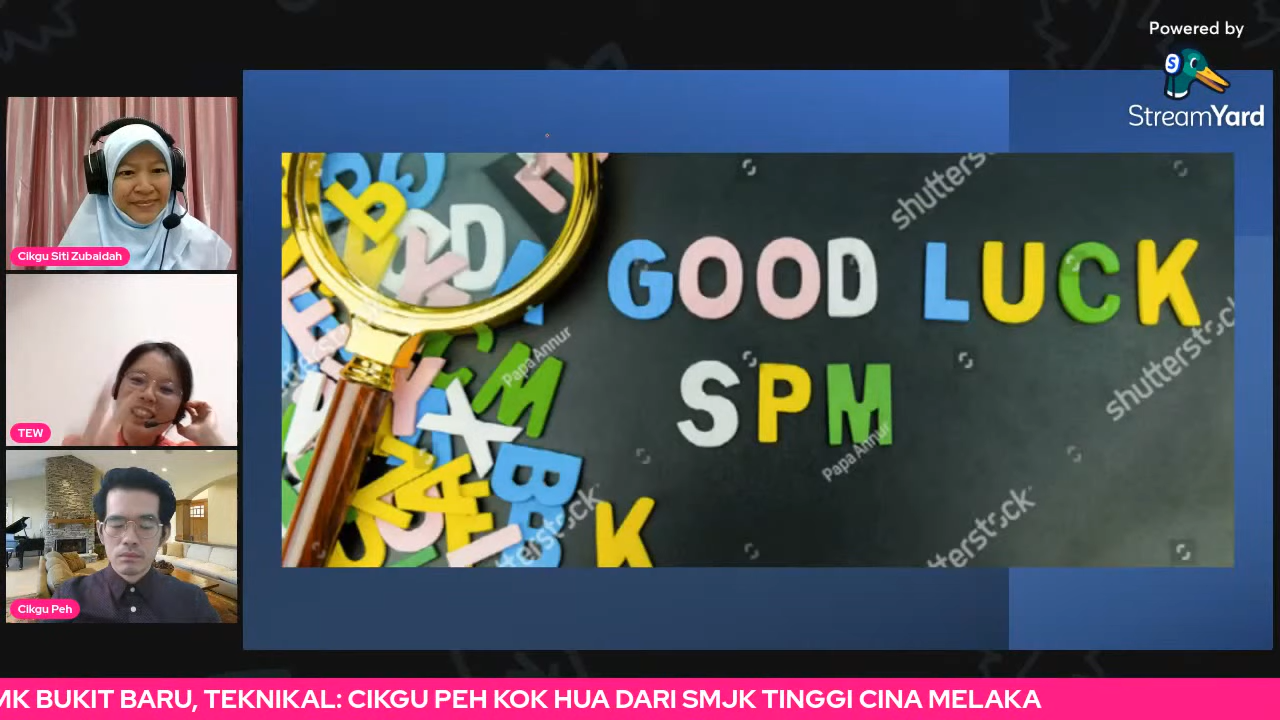 Powered by
StreamYard
Cikgu Siti Zubaidah
TEW
Cikgu Peh
GOOD LUCK
SPM
shutterstock
shutterstock
shutterstock
shutterstock
Papa Annur
Papa Annur
MK BUKIT BARU, TEKNIKAL: CIKGU PEH KOK HUA DARI SMJK TINGGI CINA MELAKA